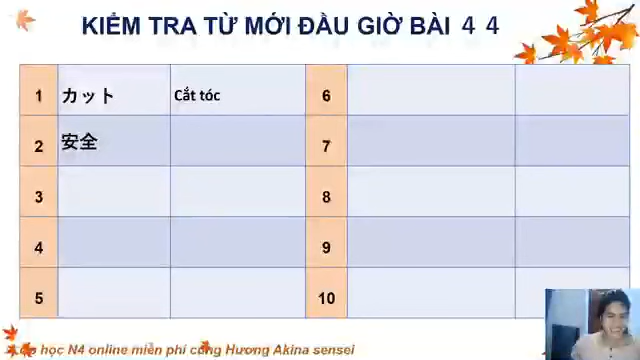 KIỂM TRA TỪ MỚI ĐẦU GIỜ BÀI ４４
1 カット Cắt tóc 6
2 安全 7
3 8
4 9
5 10
học N4 online miễn phí cùng Hương Akina sensei